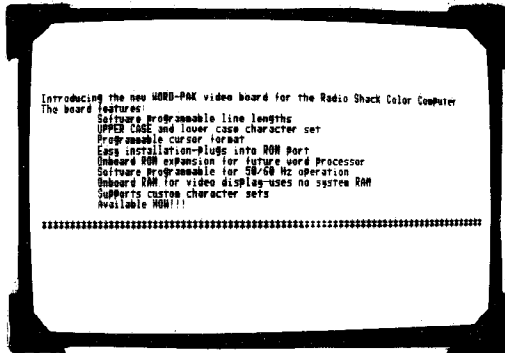 Introducing the new WORD-PAK video board for the Radio Shack Color Computer
The board features:
Software Programmable line lengths
UPPER CASE and lower case character set
Programmable cursor format
Easy installation-plugs into ROM Port
Onboard ROM expansion for future word Processor
Software Programmable for 50/60 Hz operation
Onboard RAM for video display-uses no system RAM
Supports custom character sets
Available NOW!!!